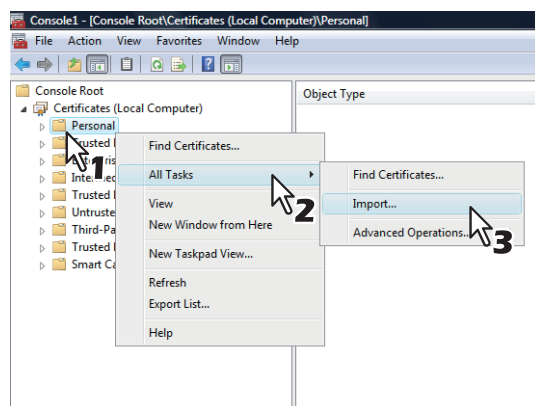 Console1 - [Console Root\Certificates (Local Computer)\Personal]
File Action View Favorites Window Help
Console Root
Object Type
Certificates (Local Computer)
Personal
Trusted
Find Certificates...
All Tasks
Find Certificates...
Trusted
View
Import...
Untruste
New Window from Here
Third-Pa
Advanced Operations...
Trusted
New Taskpad View...
Smart Ca
Refresh
Export List...
Help
1
2
3